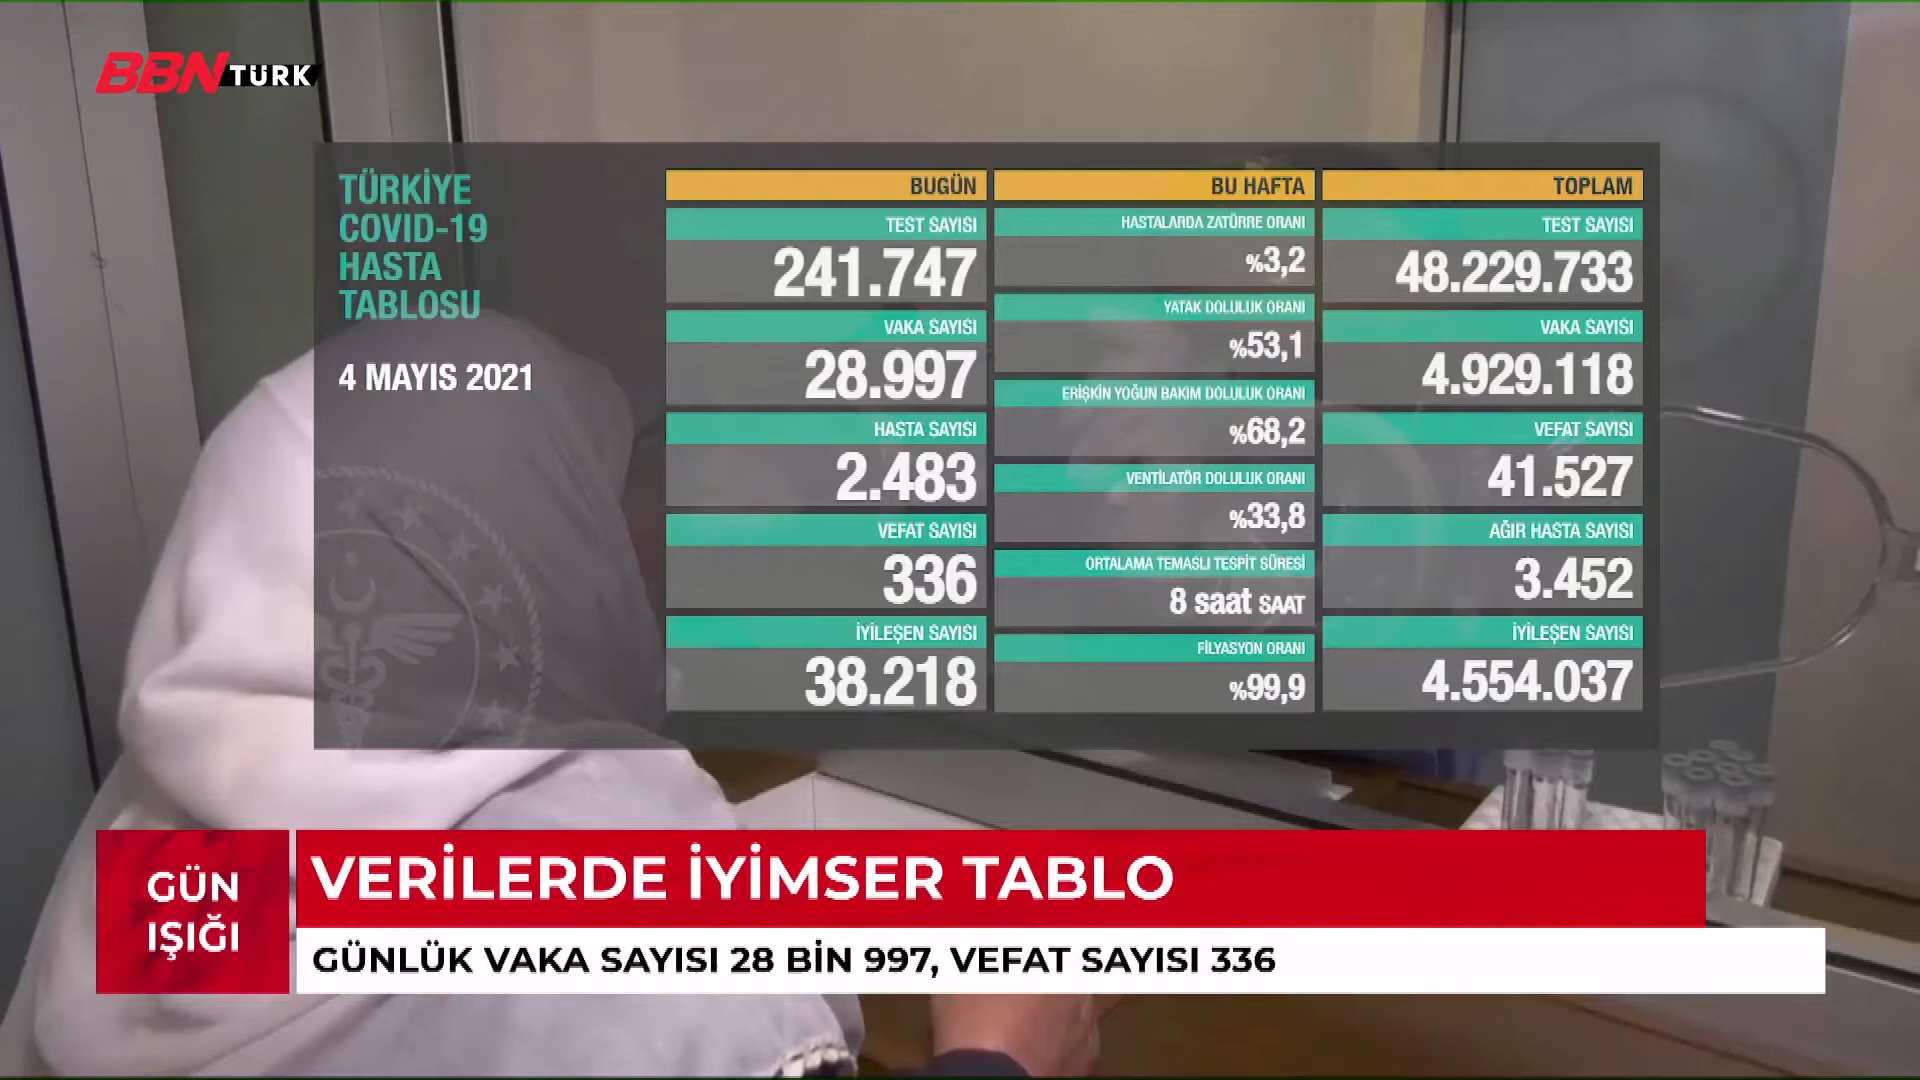 BBN TÜRK
TÜRKİYE
COVID-19
HASTA
TABLOSU
4 MAYIS 2021
BUGÜN
TEST SAYISI
241.747
VAKA SAYISI
28.997
HASTA SAYISI
2.483
VEFAT SAYISI
336
İYİLEŞEN SAYISI
38.218
BU HAFTA
HASTALARDA ZATÜRRE ORANI
%3,2
YATAK DOLULUK ORANI
%53,1
ERİŞKİN YOĞUN BAKIM DOLULUK ORANI
%68,2
VENTİLATÖR DOLULUK ORANI
%33,8
ORTALAMA TEMASLI TESPİT SÜRESİ
8 saat SAAT
FİLYASYON ORANI
%99,9
TOPLAM
TEST SAYISI
48.229.733
VAKA SAYISI
4.929.118
VEFAT SAYISI
41.527
AĞIR HASTA SAYISI
3.452
İYİLEŞEN SAYISI
4.554.037
GÜN
IŞIĞI
VERİLERDE İYİMSER TABLO
GÜNLÜK VAKA SAYISI 28 BİN 997, VEFAT SAYISI 336